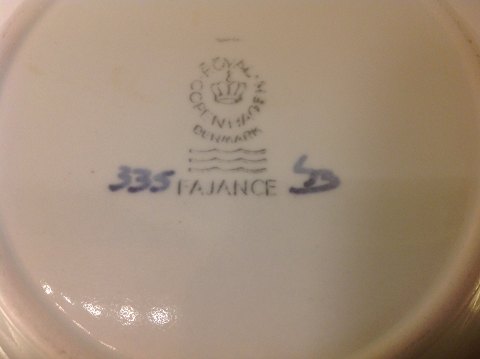 ROYAL
COPENHAGEN
DENMARK
335 FAJANCE